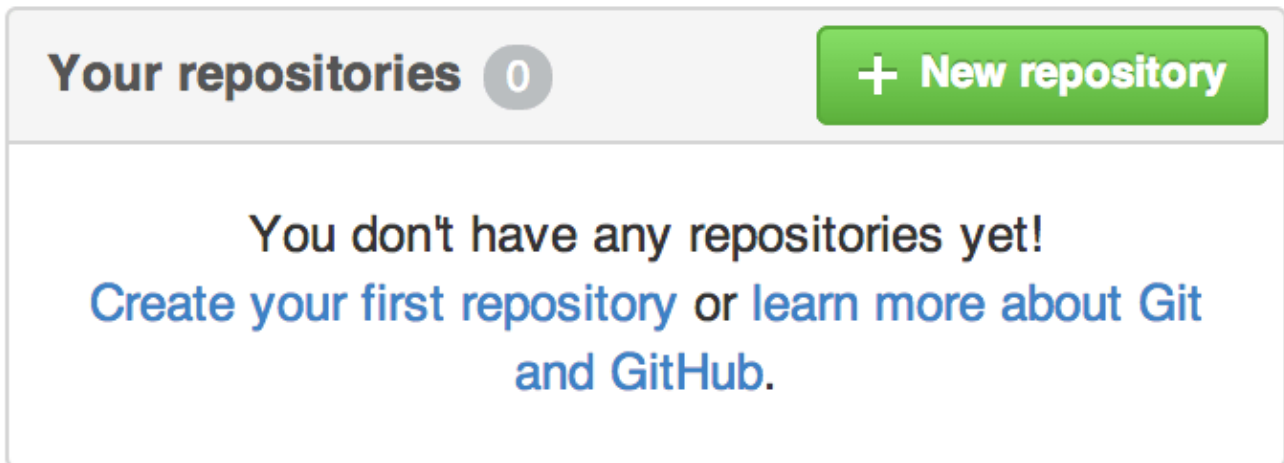 Your repositories 0 + New repository
You don't have any repositories yet!
Create your first repository or learn more about Git
and GitHub.